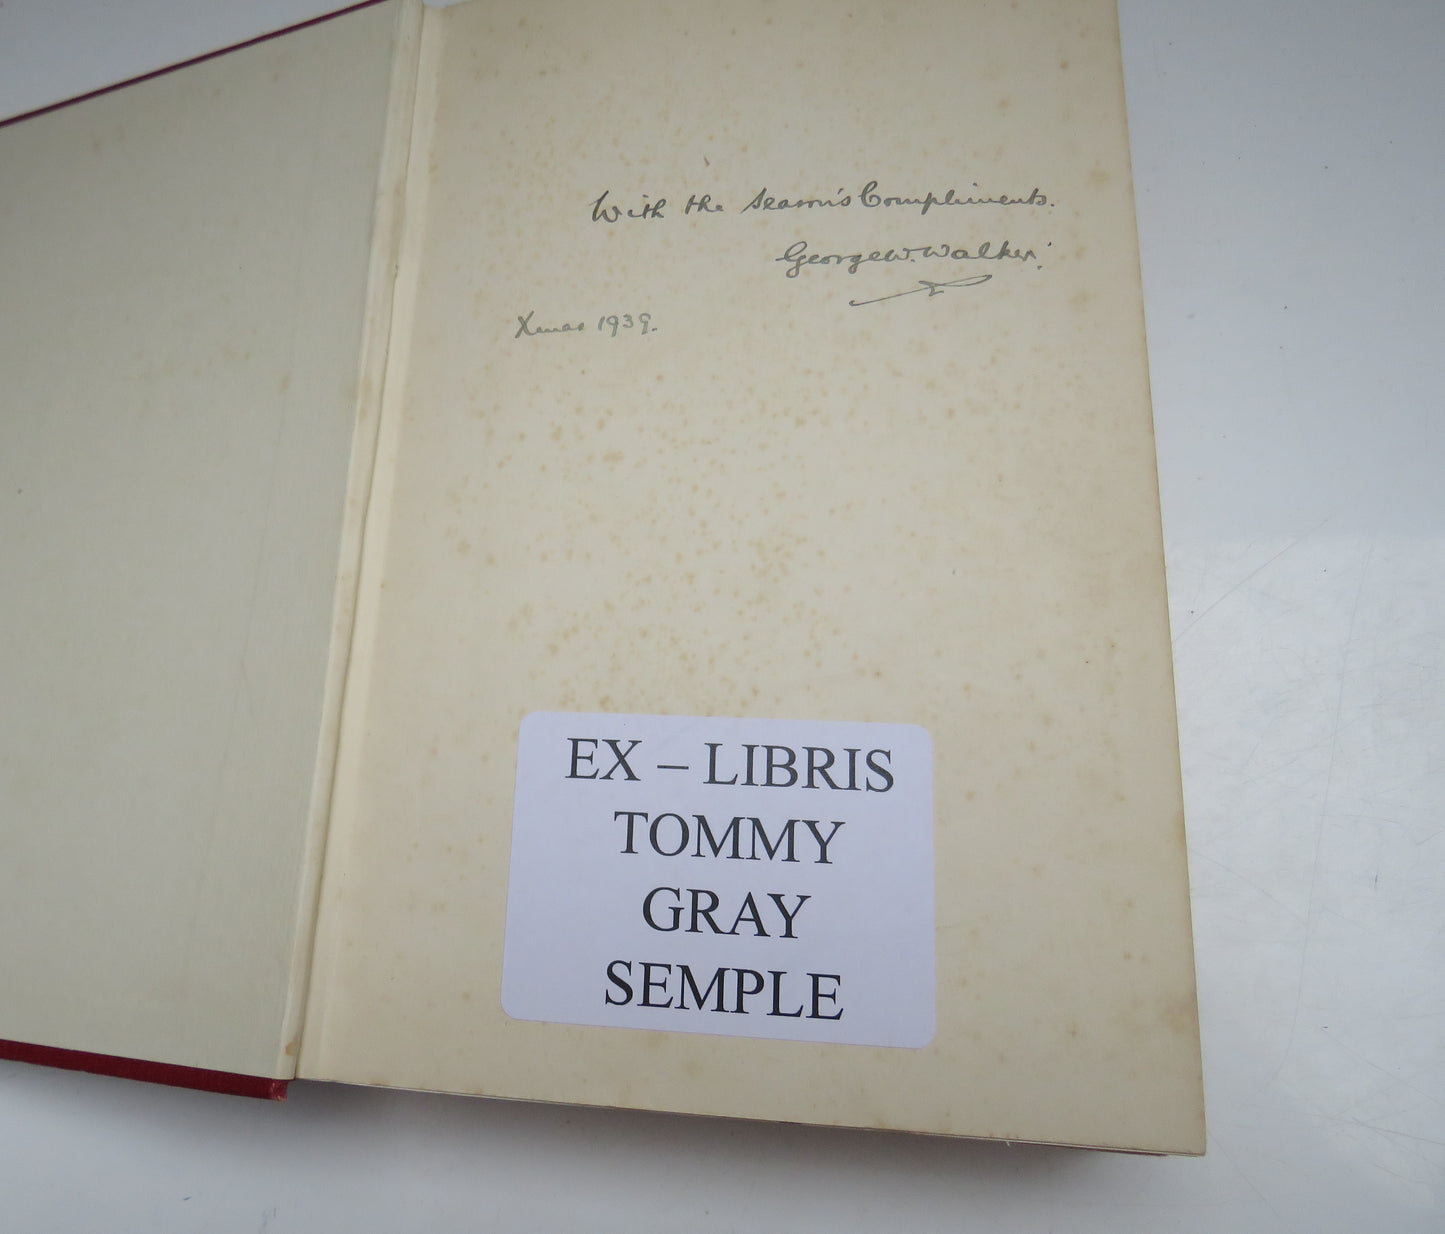 With the Season's Compliments.
George W. Walker.
Xmas 1939.
EX – LIBRIS
TOMMY
GRAY
SEMPLE